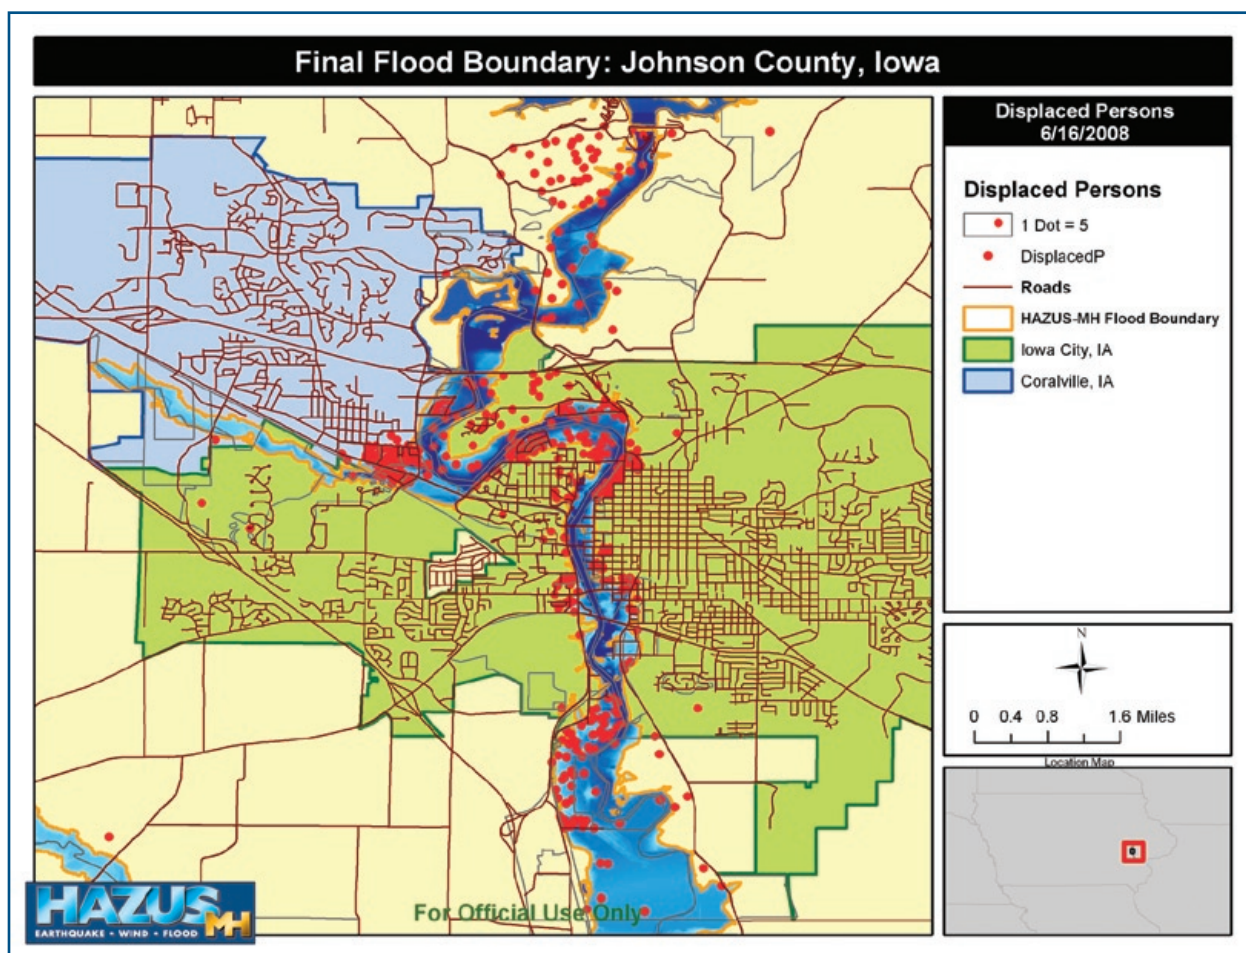 Final Flood Boundary: Johnson County, Iowa
Displaced Persons
6/16/2008
Displaced Persons
1 Dot = 5
DisplacedP
Roads
HAZUS-MH Flood Boundary
Iowa City, IA
Coralville, IA
N
0 0.4 0.8 1.6 Miles
Location Map
HAZUS
MH
EARTHQUAKE • WIND • FLOOD
For Official Use Only